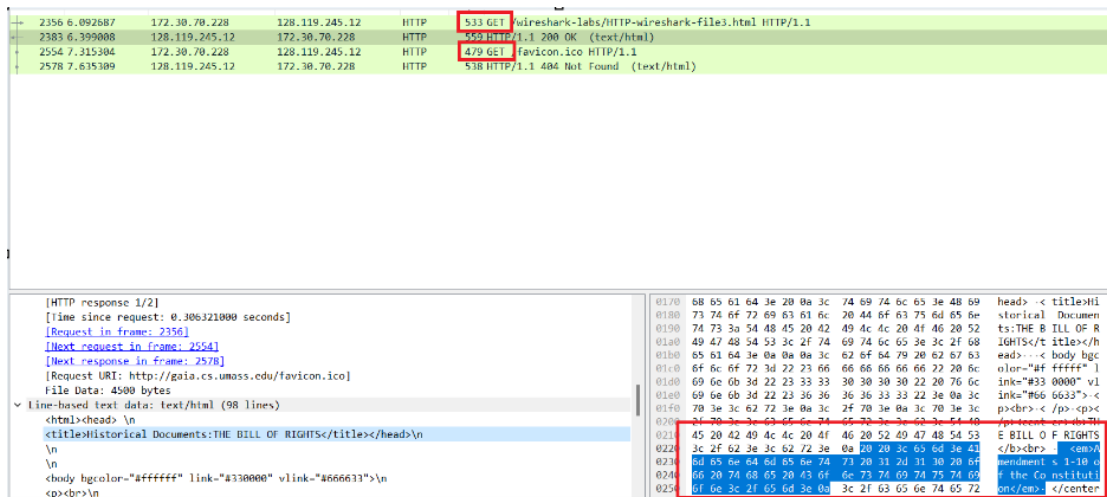 2356 6.092687 172.30.70.228 128.119.245.12 HTTP 533 GET /wireshark-labs/HTTP-wireshark-file3.html HTTP/1.1
2383 6.399008 128.119.245.12 172.30.70.228 HTTP 559 HTTP/1.1 200 OK (text/html)
2554 7.315304 172.30.70.228 128.119.245.12 HTTP 479 GET /favicon.ico HTTP/1.1
2578 7.635309 128.119.245.12 172.30.70.228 HTTP 538 HTTP/1.1 404 Not Found (text/html)
[HTTP response 1/2]
[Time since request: 0.306321000 seconds]
[Request in frame: 2356]
[Next request in frame: 2554]
[Next response in frame: 2578]
[Request URI: http://gaia.cs.umass.edu/favicon.ico]
File Data: 4500 bytes
Line-based text data: text/html (98 lines)
<html><head> \n
<title>Historical Documents:THE BILL OF RIGHTS</title></head>\n
\n
\n
<body bgcolor="#ffffff" link="#330000" vlink="#666633">\n
<p><br>\n
0170 68 65 61 64 3e 20 0a 3c 74 69 74 6c 65 3e 48 69 head> ·< title>Hi
0180 73 74 6f 72 69 63 61 6c 20 44 6f 63 75 6d 65 6e storical Documen
0190 74 73 3a 54 48 45 20 42 49 4c 4c 20 4f 46 20 52 ts:THE B ILL OF R
01a0 49 47 48 54 53 3c 2f 74 69 74 6c 65 3e 3c 2f 68 IGHTS</t itle></h
01b0 65 61 64 3e 0a 0a 0a 3c 62 6f 64 79 20 62 67 63 ead>···< body bgc
01c0 6f 6c 6f 72 3d 22 23 66 66 66 66 66 66 22 20 6c olor="#f fffff" l
01d0 69 6e 6b 3d 22 23 33 33 30 30 30 30 22 20 76 6c ink="#33 0000" vl
01e0 69 6e 6b 3d 22 23 36 36 36 36 33 33 22 3e 0a 3c ink="#66 6633">·<
01f0 70 3e 3c 62 72 3e 0a 3c 2f 70 3e 0a 3c 70 3e 3c p><br>·< /p>·<p><
0210 45 20 42 49 4c 4c 20 4f 46 20 52 49 47 48 54 53 E BILL O F RIGHTS
0220 3c 2f 62 3e 3c 62 72 3e 0a 20 20 3c 65 6d 3e 41 </b><br> · <em>A
0230 6d 65 6e 64 6d 65 6e 74 73 20 31 2d 31 30 20 6f mendment s 1-10 o
0240 66 20 74 68 65 20 43 6f 6e 73 74 69 74 75 74 69 f the Co nstituti
0250 6f 6e 3c 2f 65 6d 3e 0a 3c 2f 63 65 6e 74 65 72 on</em>· </center